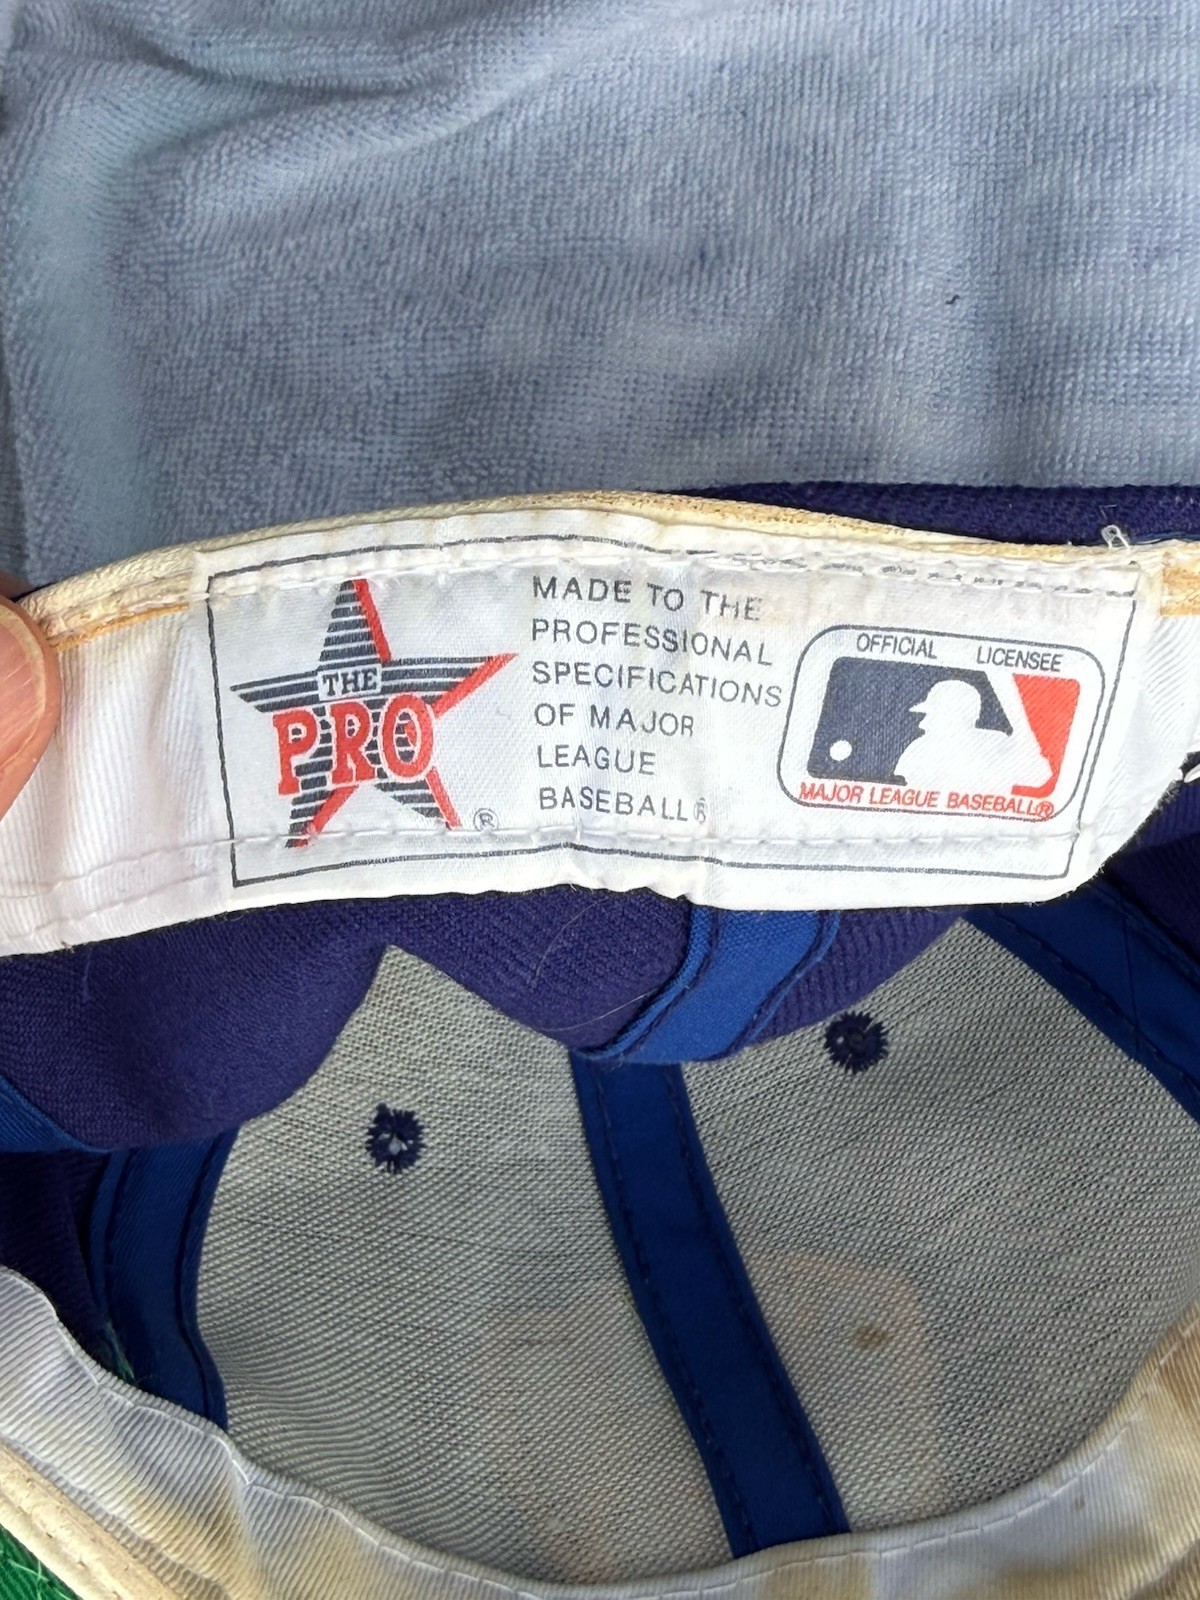 THE
PRO
®
MADE TO THE
PROFESSIONAL
SPECIFICATIONS
OF MAJOR
LEAGUE
BASEBALL®
OFFICIAL LICENSEE
MAJOR LEAGUE BASEBALL®